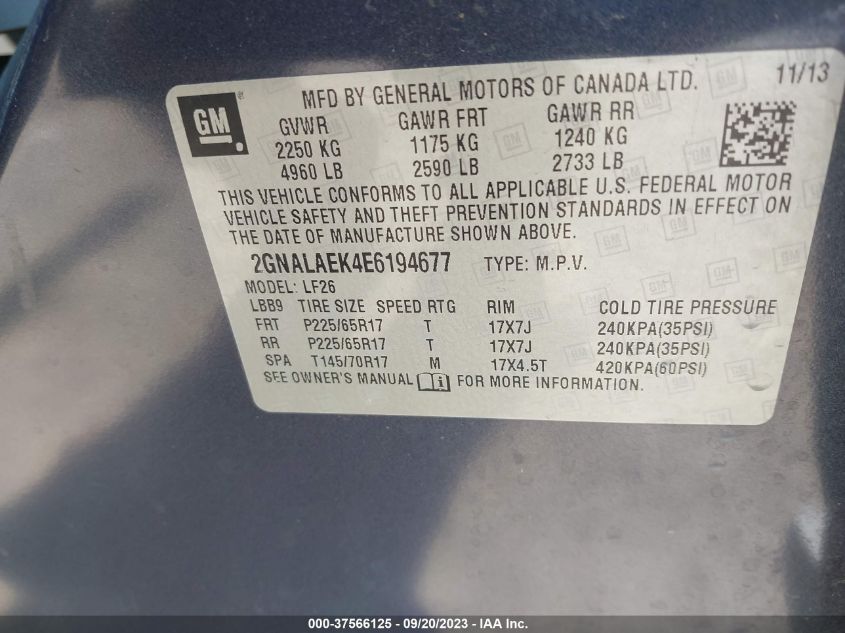 MFD BY GENERAL MOTORS OF CANADA LTD. 11/13
GM
GVWR GAWR FRT GAWR RR
2250 KG 1175 KG 1240 KG
4960 LB 2590 LB 2733 LB
THIS VEHICLE CONFORMS TO ALL APPLICABLE U.S. FEDERAL MOTOR
VEHICLE SAFETY AND THEFT PREVENTION STANDARDS IN EFFECT ON
THE DATE OF MANUFACTURE SHOWN ABOVE.
2GNALAEK4E6194677 TYPE: M.P.V.
MODEL: LF26
LBB9 TIRE SIZE SPEED RTG RIM COLD TIRE PRESSURE
FRT P225/65R17 T 17X7J 240KPA(35PSI)
RR P225/65R17 T 17X7J 240KPA(35PSI)
SPA T145/70R17 M 17X4.5T 420KPA(60PSI)
SEE OWNER'S MANUAL FOR MORE INFORMATION.
000-37566125 - 09/20/2023 - IAA Inc.